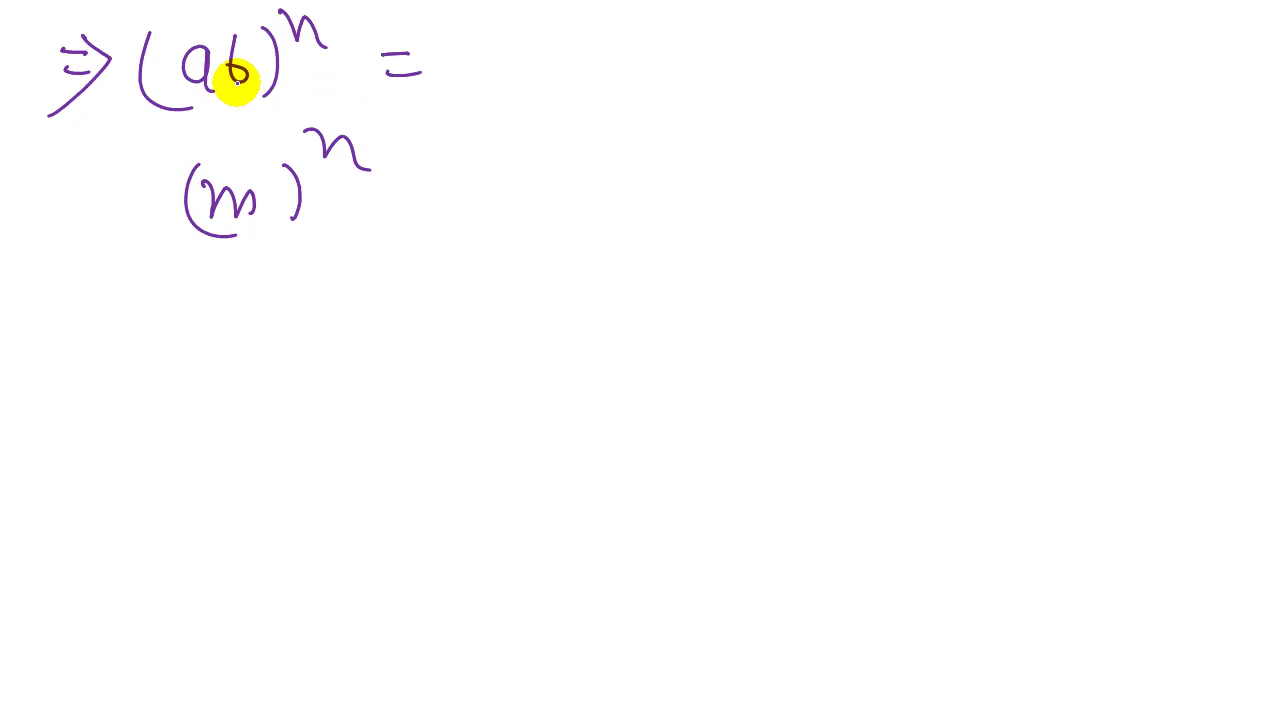 ⇒ (ab)^n =
(m)^n